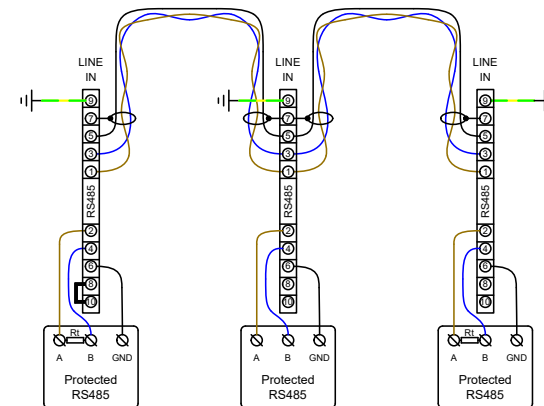 LINE LINE LINE
IN IN IN
9 9 9
7 7 7
5 5 5
3 3 3
1 1 1
RS485 RS485 RS485
2 2 2
4 4 4
6 6 6
8 8 8
10 10 10
Rt Rt
A B GND A B GND A B GND
Protected Protected Protected
RS485 RS485 RS485